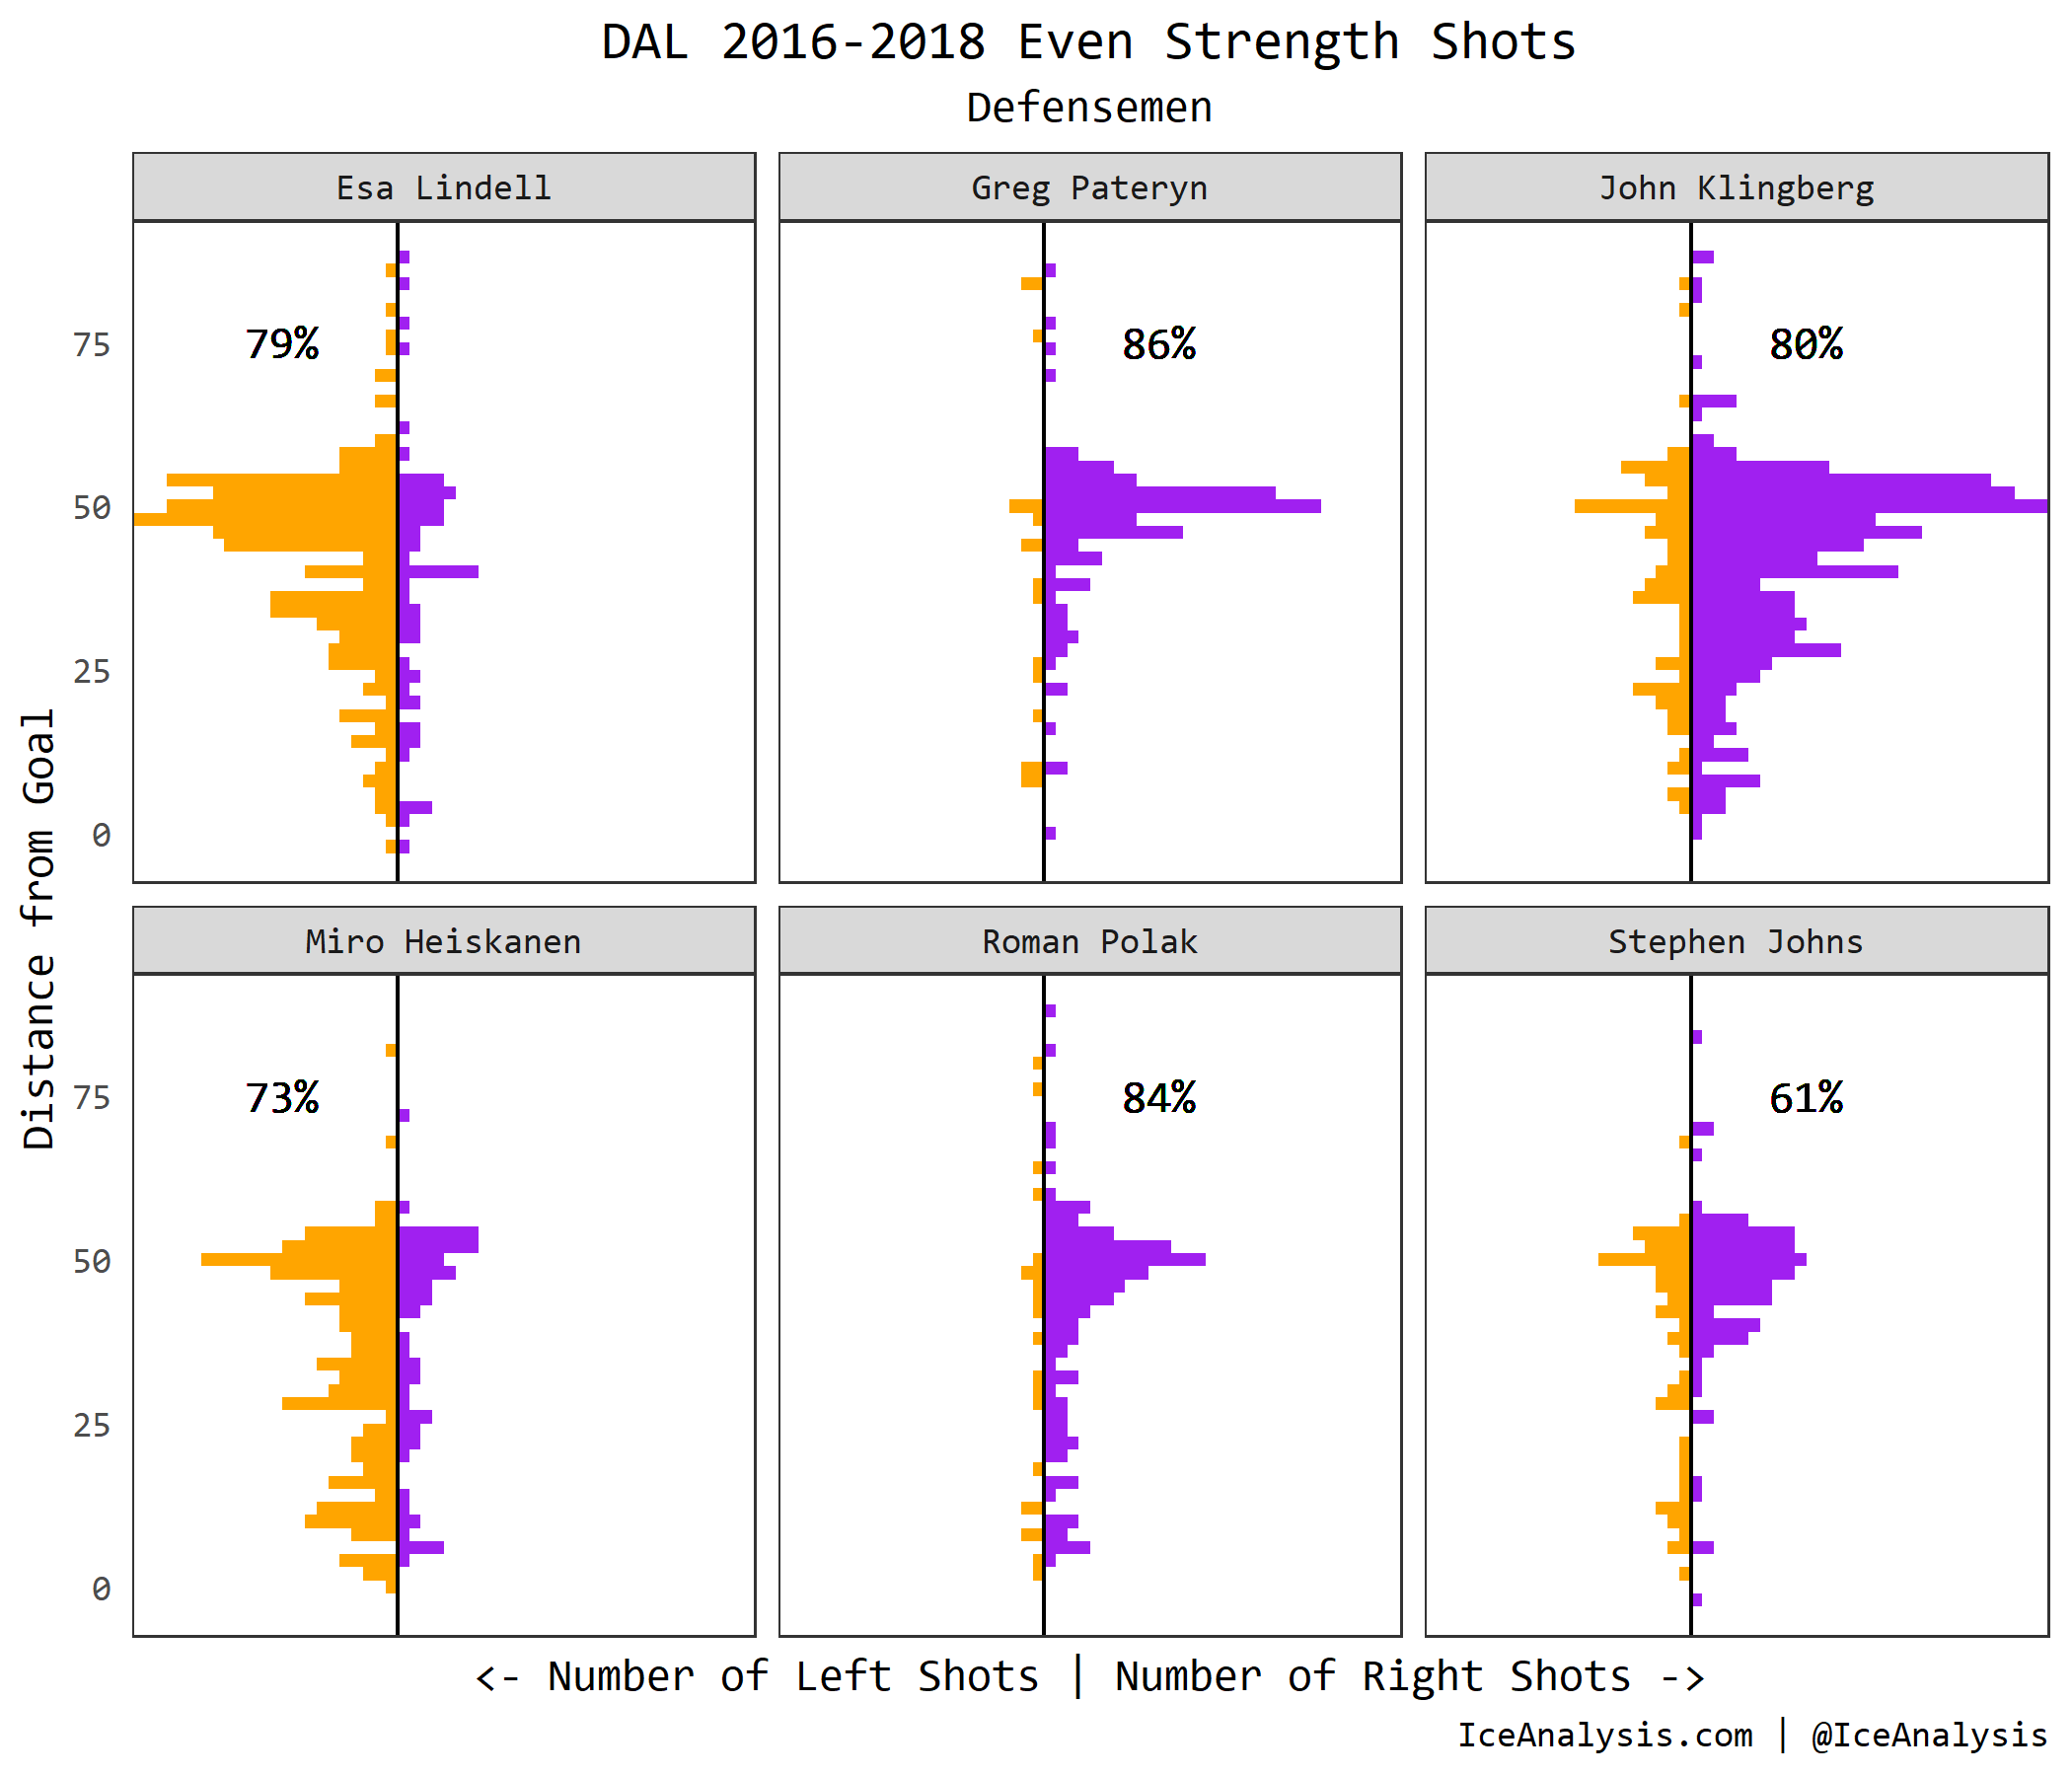 DAL 2016-2018 Even Strength Shots
Defensemen
Esa Lindell
Greg Pateryn
John Klingberg
79%
86%
80%
75
50
25
0
Miro Heiskanen
Roman Polak
Stephen Johns
73%
84%
61%
75
50
25
0
Distance from Goal
<- Number of Left Shots | Number of Right Shots ->
IceAnalysis.com | @IceAnalysis